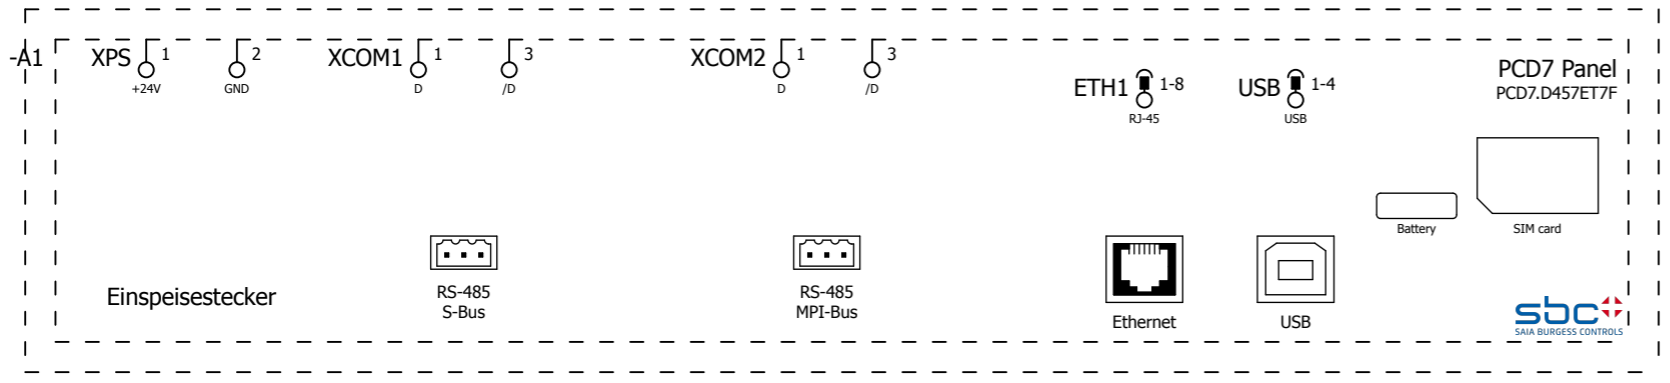 -A1
XPS 1 2
+24V GND
XCOM1 1 3
D /D
XCOM2 1 3
D /D
ETH1 1-8
RJ-45
USB 1-4
USB
PCD7 Panel
PCD7.D457ET7F
Battery
SIM card
Einspeisestecker
RS-485
S-Bus
RS-485
MPI-Bus
Ethernet
USB
sbc
SAIA BURGESS CONTROLS